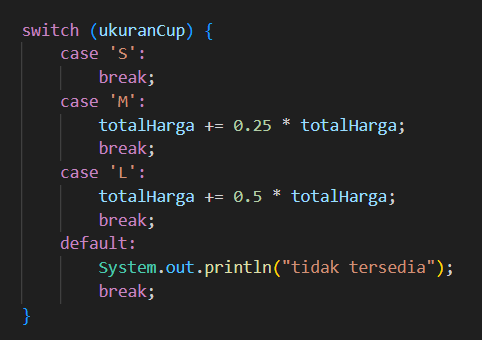 switch (ukuranCup) {
    case 'S':
        break;
    case 'M':
        totalHarga += 0.25 * totalHarga;
        break;
    case 'L':
        totalHarga += 0.5 * totalHarga;
        break;
    default:
        System.out.println("tidak tersedia");
        break;
}